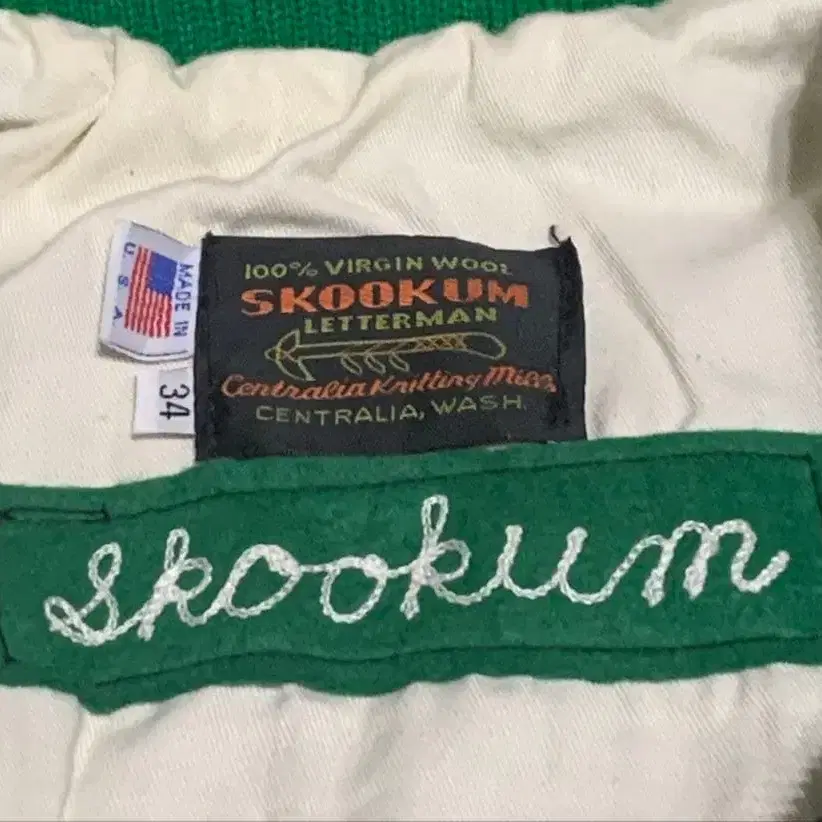 100% VIRGIN WOOL
SKOOKUM
LETTERMAN
Centralia Knitting Mills
CENTRALIA, WASH.
MADE IN
U.S.A.
34
Skookum